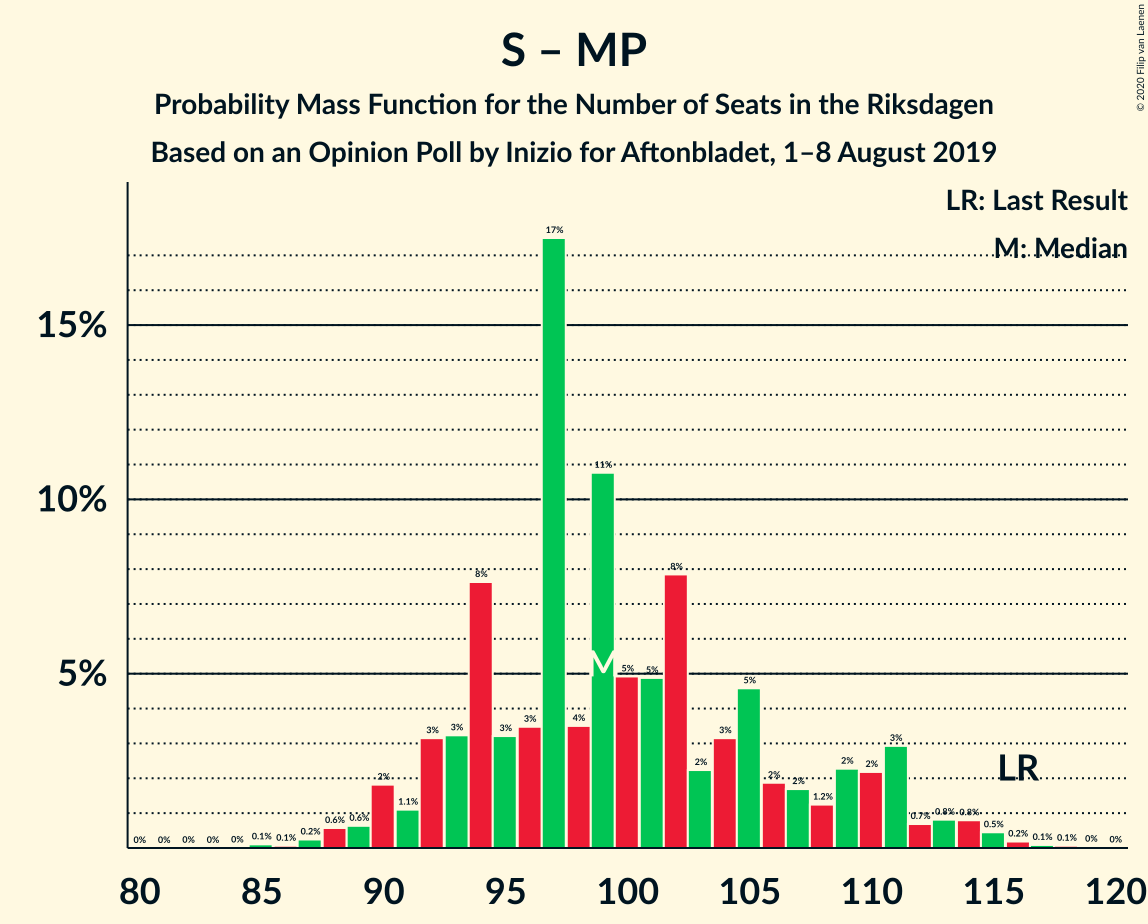 S – MP
Probability Mass Function for the Number of Seats in the Riksdagen
Based on an Opinion Poll by Inizio for Aftonbladet, 1–8 August 2019
© 2020 Filip van Laenen
LR: Last Result
M: Median
15%
10%
5%
0% 0% 0% 0% 0% 0.1% 0.1% 0.2% 0.6% 0.6% 2% 1.1% 3% 3% 8% 3% 3% 17% 4% 11% 5% 5% 8% 2% 3% 5% 2% 2% 1.2% 2% 2% 3% 0.7% 0.8% 0.8% 0.5% 0.2% 0.1% 0.1% 0% 0%
M
LR
80 85 90 95 100 105 110 115 120